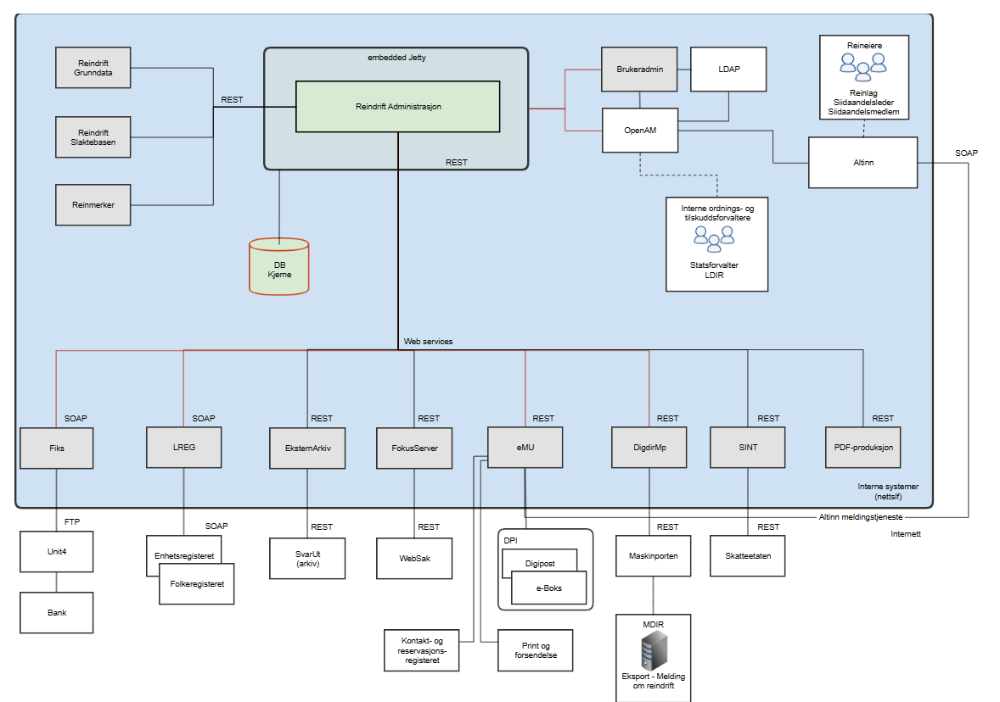 Reindrift
Grunndata
Reindrift
Slaktebasen
Reinmerker
REST
embedded Jetty
Reindrift Administrasjon
REST
DB
Kjerne
Brukeradmin
LDAP
OpenAM
Reineiere
Reinlag
Siidaandelsleder
Siidaandelsmedlem
Altinn
SOAP
Interne ordnings- og
tilskuddsforvaltere
Statsforvalter
LDIR
Web services
SOAP
SOAP
REST
REST
REST
REST
REST
REST
Fiks
LREG
EksternArkiv
FokusServer
eMU
DigdirMp
SINT
PDF-produksjon
Interne systemer
(nettslf)
Altinn meldingstjeneste
Internett
FTP
SOAP
REST
REST
REST
REST
Unit4
Bank
Enhetsregisteret
Folkeregisteret
SvarUt
(arkiv)
WebSak
DPI
Digipost
e-Boks
Maskinporten
Skatteetaten
Kontakt- og
reservasjons-
registeret
Print og
forsendelse
MDIR
Eksport - Melding
om reindrift